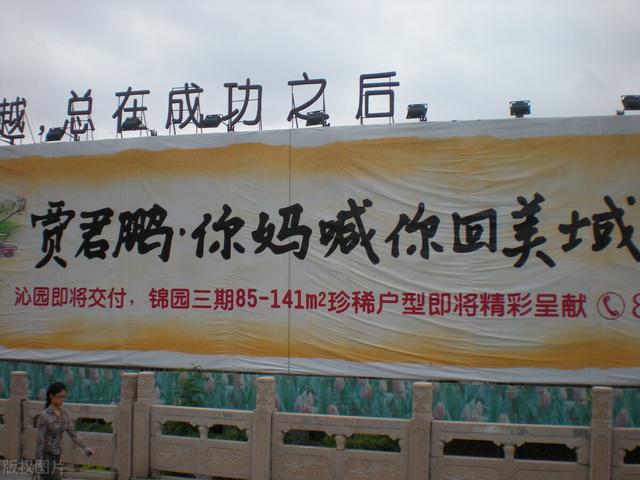 越,总在成功之后
贾君鹏·你妈喊你回美域
沁园即将交付，锦园三期85-141m²珍稀户型即将精彩呈献
版权图片